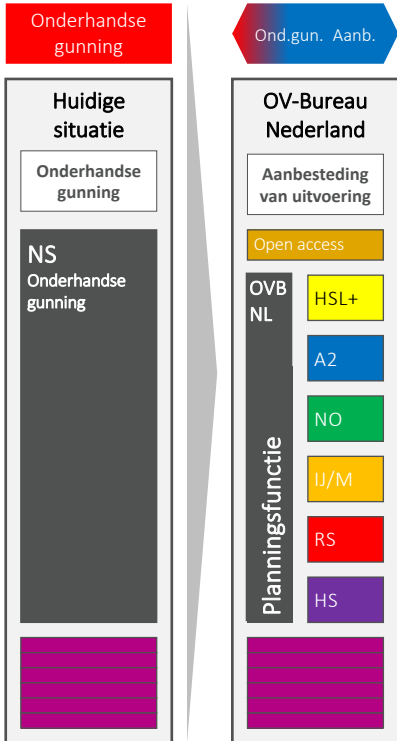 Onderhandse
gunning
Huidige
situatie
Onderhandse
gunning
NS
Onderhandse
gunning
Ond.gun. Aanb.
OV-Bureau
Nederland
Aanbesteding
van uitvoering
Open access
OVB
NL
Planningsfunctie
HSL+
A2
NO
IJ/M
RS
HS